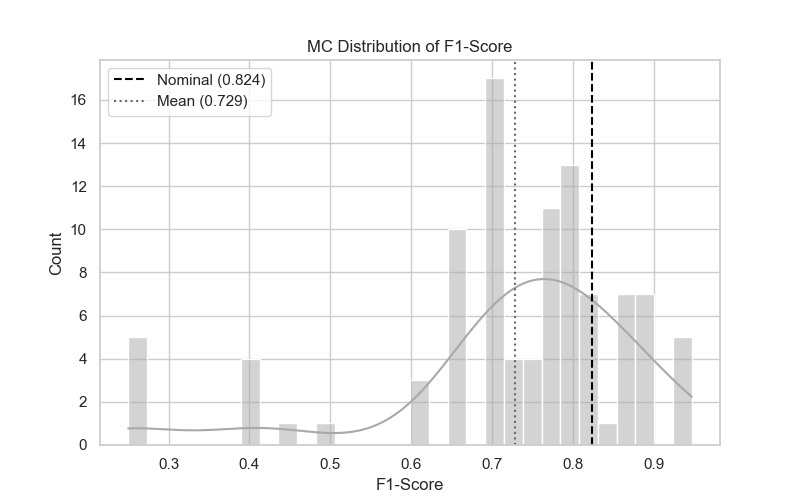 MC Distribution of F1-Score
Nominal (0.824)
Mean (0.729)
Count
16
14
12
10
8
6
4
2
0
0.3 0.4 0.5 0.6 0.7 0.8 0.9
F1-Score